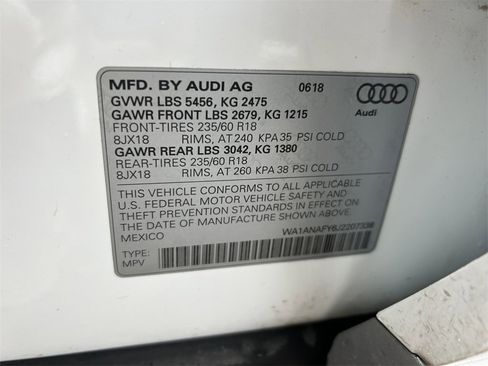 MFD. BY AUDI AG 0618
GVWR LBS 5456, KG 2475
GAWR FRONT LBS 2679, KG 1215
FRONT-TIRES 235/60 R18
8JX18 RIMS, AT 240 KPA 35 PSI COLD
GAWR REAR LBS 3042, KG 1380
REAR-TIRES 235/60 R18
8JX18 RIMS, AT 260 KPA 38 PSI COLD
Audi
THIS VEHICLE CONFORMS TO ALL APPLICABLE
U.S. FEDERAL MOTOR VEHICLE SAFETY AND
THEFT PREVENTION STANDARDS IN EFFECT
ON THE DATE OF MANUFACTURE SHOWN ABOVE.
MEXICO
WA1ANAFY6J2207338
TYPE:
MPV